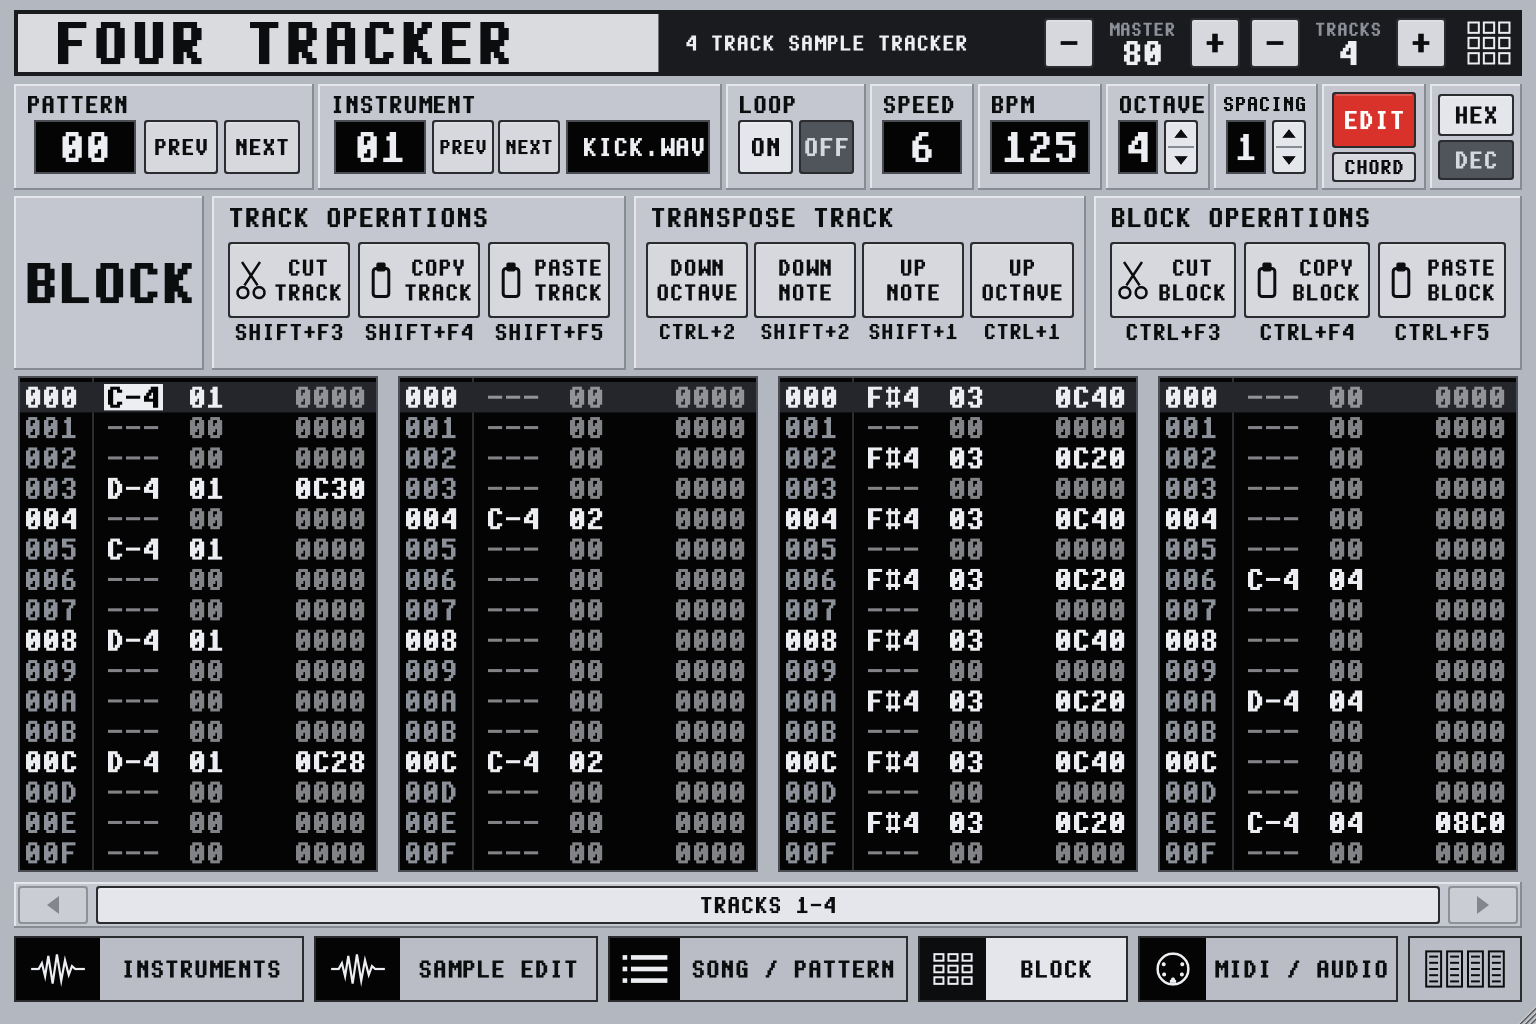 FOUR TRACKER
4 TRACK SAMPLE TRACKER
− MASTER 80 + − TRACKS 4 +
PATTERN
00 PREV NEXT
INSTRUMENT
01 PREV NEXT KICK.WAV
LOOP
ON OFF
SPEED
6
BPM
125
OCTAVE
4
SPACING
1
EDIT
CHORD
HEX
DEC
BLOCK
TRACK OPERATIONS
CUT TRACK
COPY TRACK
PASTE TRACK
SHIFT+F3 SHIFT+F4 SHIFT+F5
TRANSPOSE TRACK
DOWN OCTAVE
DOWN NOTE
UP NOTE
UP OCTAVE
CTRL+2 SHIFT+2 SHIFT+1 CTRL+1
BLOCK OPERATIONS
CUT BLOCK
COPY BLOCK
PASTE BLOCK
CTRL+F3 CTRL+F4 CTRL+F5
000 C-4 01 0000 000 --- 00 0000 000 F#4 03 0C40 000 --- 00 0000
001 --- 00 0000 001 --- 00 0000 001 --- 00 0000 001 --- 00 0000
002 --- 00 0000 002 --- 00 0000 002 F#4 03 0C20 002 --- 00 0000
003 D-4 01 0C30 003 --- 00 0000 003 --- 00 0000 003 --- 00 0000
004 --- 00 0000 004 C-4 02 0000 004 F#4 03 0C40 004 --- 00 0000
005 C-4 01 0000 005 --- 00 0000 005 --- 00 0000 005 --- 00 0000
006 --- 00 0000 006 --- 00 0000 006 F#4 03 0C20 006 C-4 04 0000
007 --- 00 0000 007 --- 00 0000 007 --- 00 0000 007 --- 00 0000
008 D-4 01 0000 008 --- 00 0000 008 F#4 03 0C40 008 --- 00 0000
009 --- 00 0000 009 --- 00 0000 009 --- 00 0000 009 --- 00 0000
00A --- 00 0000 00A --- 00 0000 00A F#4 03 0C20 00A D-4 04 0000
00B --- 00 0000 00B --- 00 0000 00B --- 00 0000 00B --- 00 0000
00C D-4 01 0C28 00C C-4 02 0000 00C F#4 03 0C40 00C --- 00 0000
00D --- 00 0000 00D --- 00 0000 00D --- 00 0000 00D --- 00 0000
00E --- 00 0000 00E --- 00 0000 00E F#4 03 0C20 00E C-4 04 08C0
00F --- 00 0000 00F --- 00 0000 00F --- 00 0000 00F --- 00 0000
TRACKS 1-4
INSTRUMENTS SAMPLE EDIT SONG / PATTERN BLOCK MIDI / AUDIO